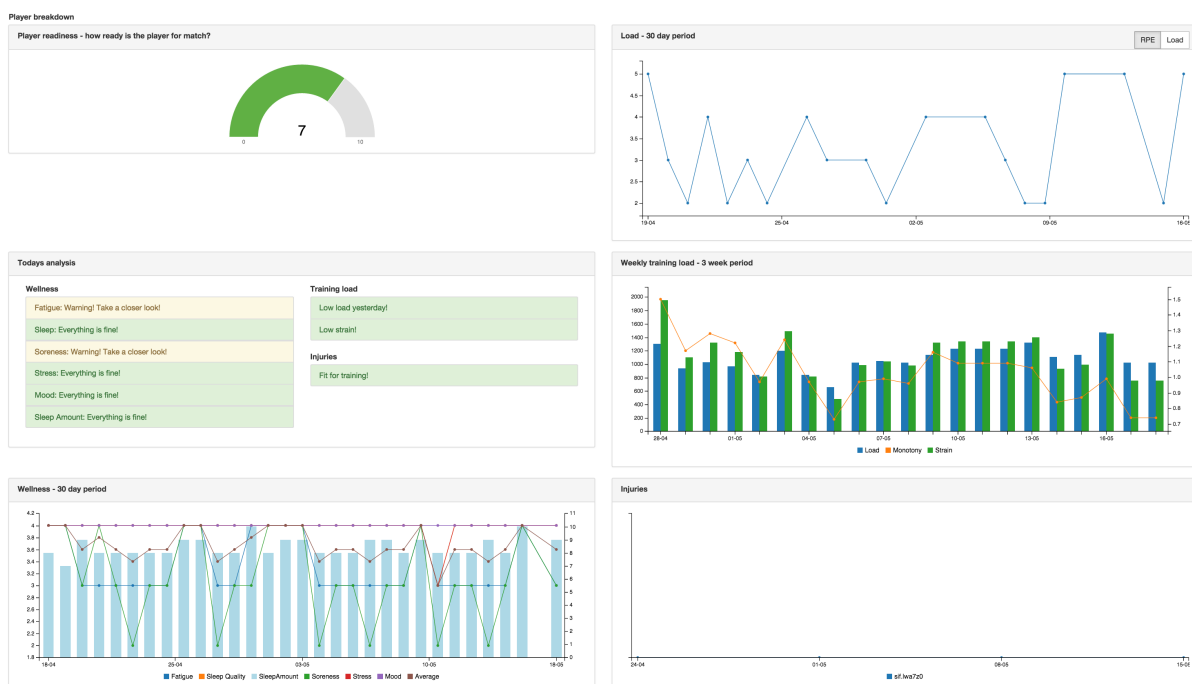 Player breakdown
Player readiness - how ready is the player for match?
7
0
10
Load - 30 day period
RPE Load
5
4.5
4
3.5
3
2.5
2
19-04 25-04 02-05 09-05 16-05
Todays analysis
Wellness
Fatigue: Warning! Take a closer look!
Sleep: Everything is fine!
Soreness: Warning! Take a closer look!
Stress: Everything is fine!
Mood: Everything is fine!
Sleep Amount: Everything is fine!
Training load
Low load yesterday!
Low strain!
Injuries
Fit for training!
Weekly training load - 3 week period
2000
1800
1600
1400
1200
1000
800
600
400
200
0
1.5
1.4
1.3
1.2
1.1
1.0
0.9
0.8
0.7
28-04 01-05 04-05 07-05 10-05 13-05 16-05
Load Monotony Strain
Wellness - 30 day period
4.2
4
3.8
3.6
3.4
3.2
3
2.8
2.6
2.4
2.2
2
1.8
11
10
9
8
7
6
5
4
3
2
1
0
18-04 25-04 03-05 10-05 18-05
Fatigue Sleep Quality SleepAmount Soreness Stress Mood Average
Injuries
24-04 01-05 08-05 15-05
sif.lwa7z0